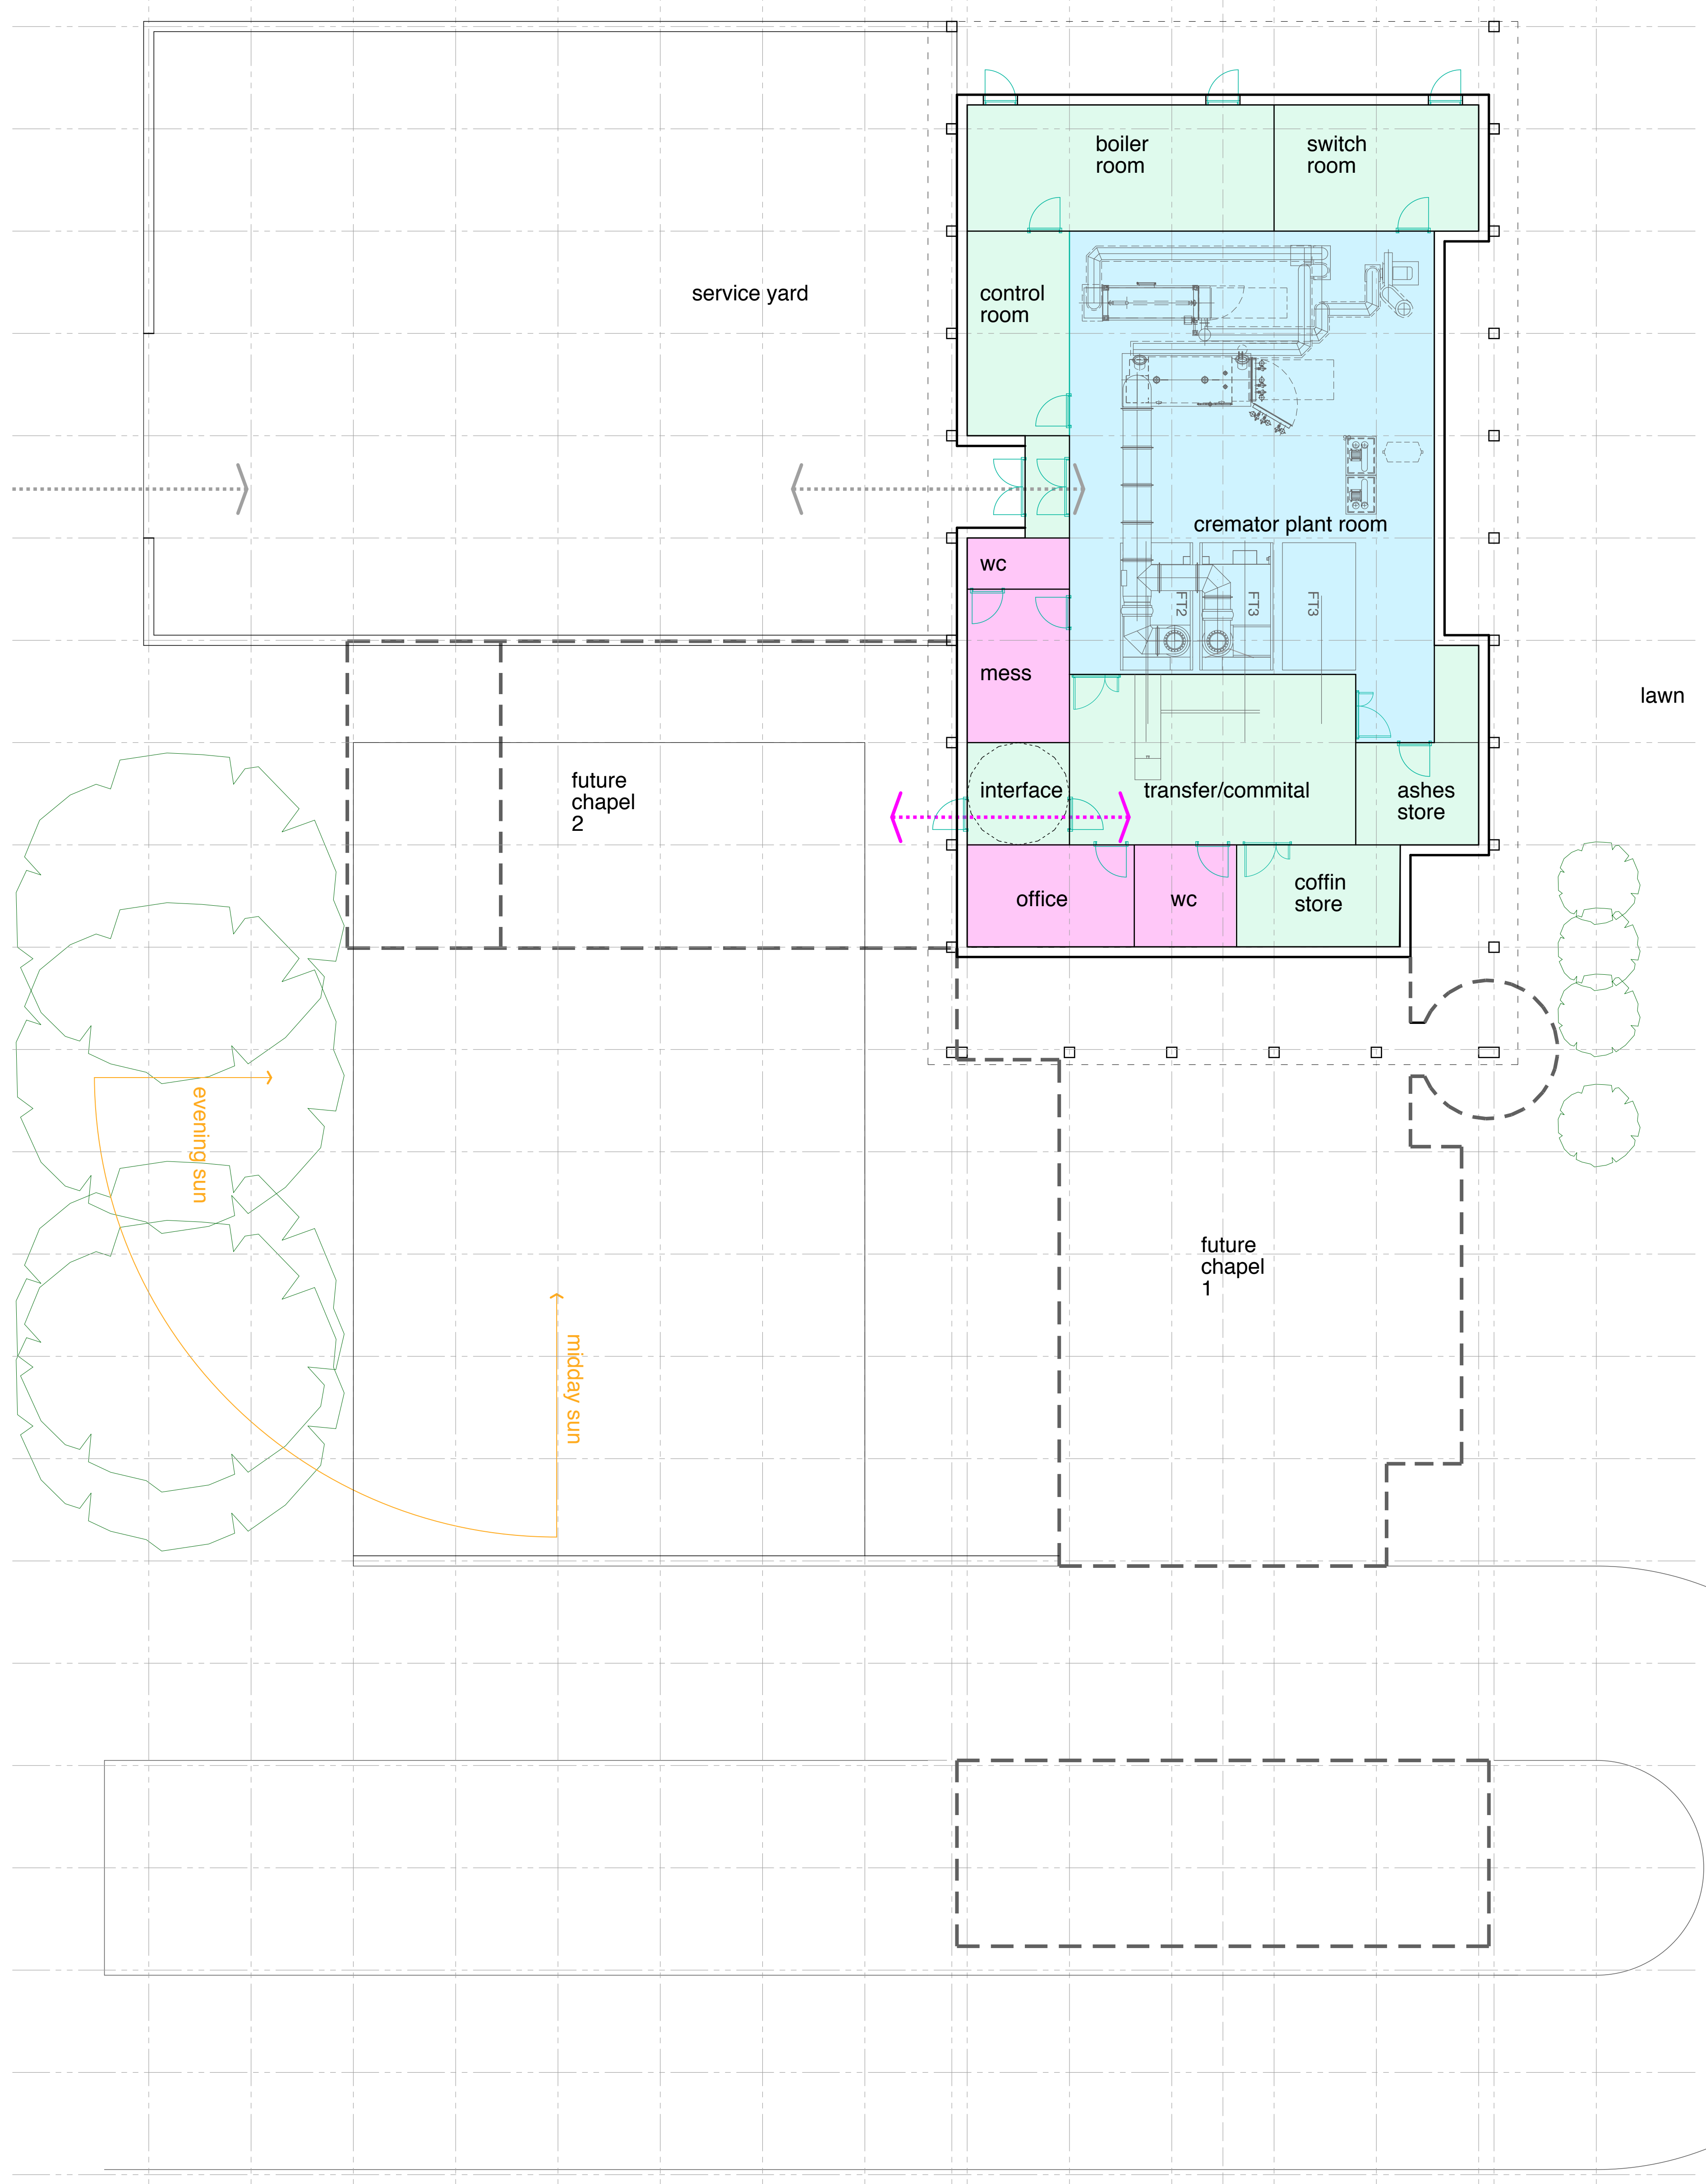 boiler
room
switch
room
service yard
control
room
cremator plant room
wc
FT2
FT3
FT3
mess
lawn
future
chapel
2
interface
transfer/commital
ashes
store
office
wc
coffin
store
evening sun
future
chapel
1
midday sun